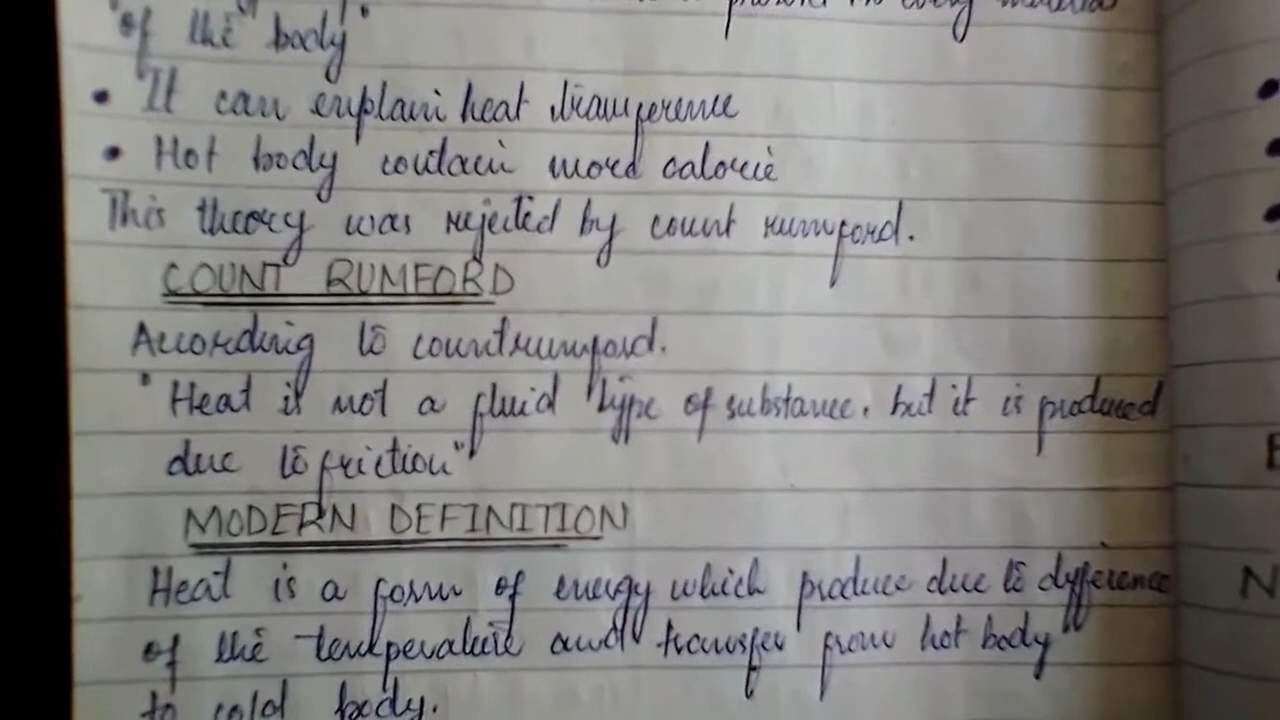 "of the body"
• It can explain heat transference
• Hot body contain more calorie
This theory was rejected by count rumford.
COUNT RUMFORD
According to countrumford.
"Heat is not a fluid type of substance. but it is produced
due to friction"
MODERN DEFINITION
Heat is a form of energy which produce due to difference
of the temperature and transfer from hot body
to cold body.